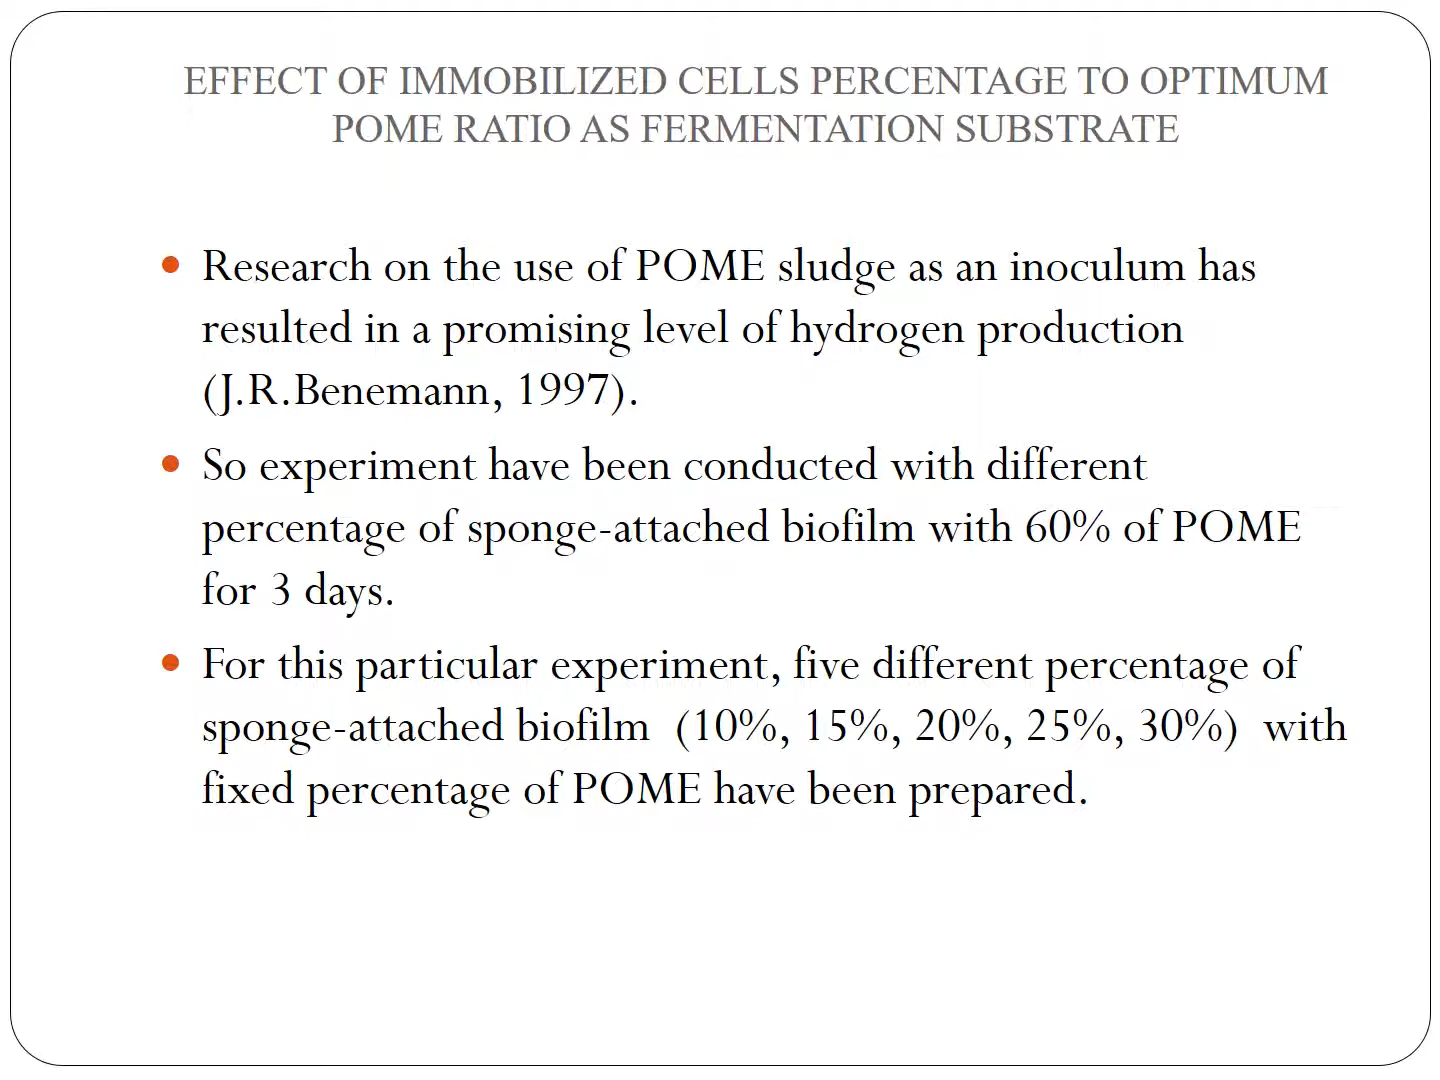 EFFECT OF IMMOBILIZED CELLS PERCENTAGE TO OPTIMUM
POME RATIO AS FERMENTATION SUBSTRATE
• Research on the use of POME sludge as an inoculum has
resulted in a promising level of hydrogen production
(J.R.Benemann, 1997).
• So experiment have been conducted with different
percentage of sponge-attached biofilm with 60% of POME
for 3 days.
• For this particular experiment, five different percentage of
sponge-attached biofilm (10%, 15%, 20%, 25%, 30%) with
fixed percentage of POME have been prepared.